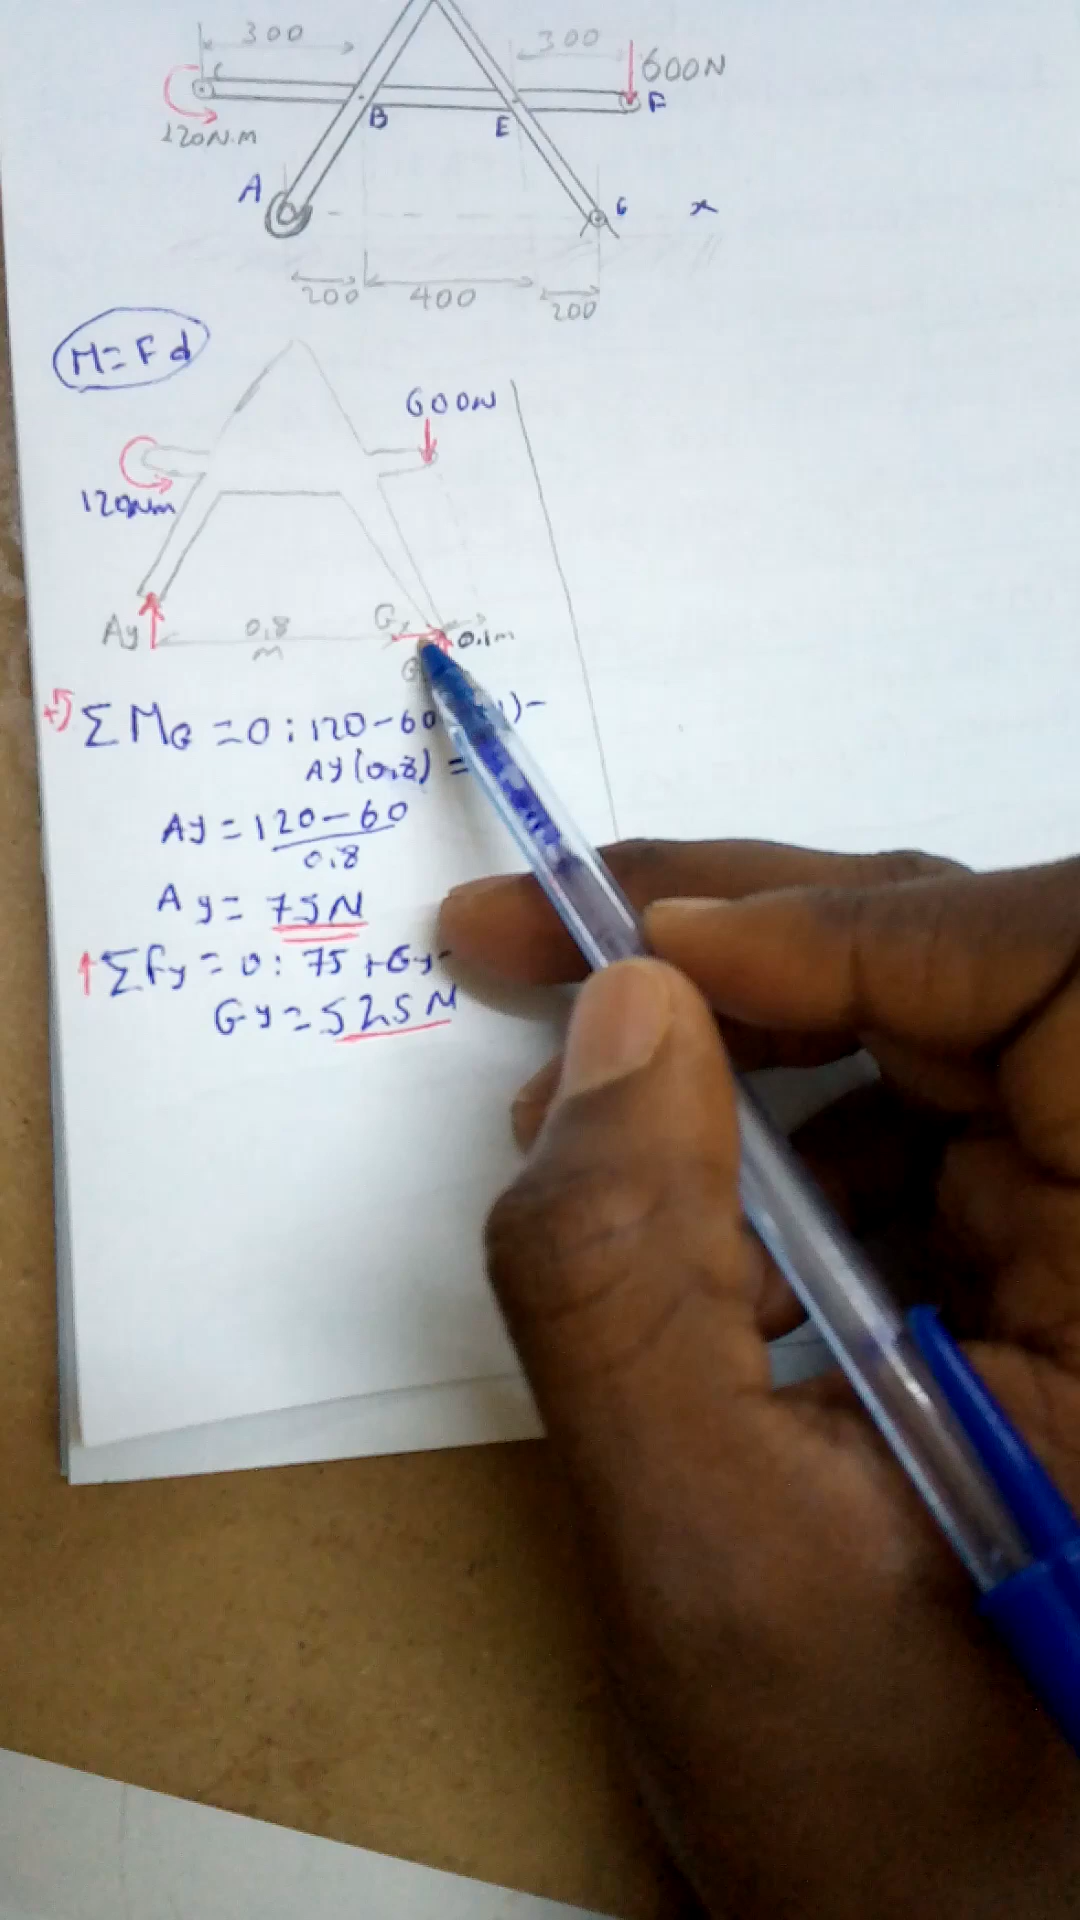 300
300
600N
C
F
B
E
120N.M
A
G
x
200
400
200
M=Fd
600N
120Nm
Ay
0,8
m
Gx
0.1m
G
+ ΣMG =0: 120-60
Ay(0,8) =
Ay = 120-60
0,8
Ay = 75N
↑ΣFy = 0: 75 +Gy-
Gy = 525N